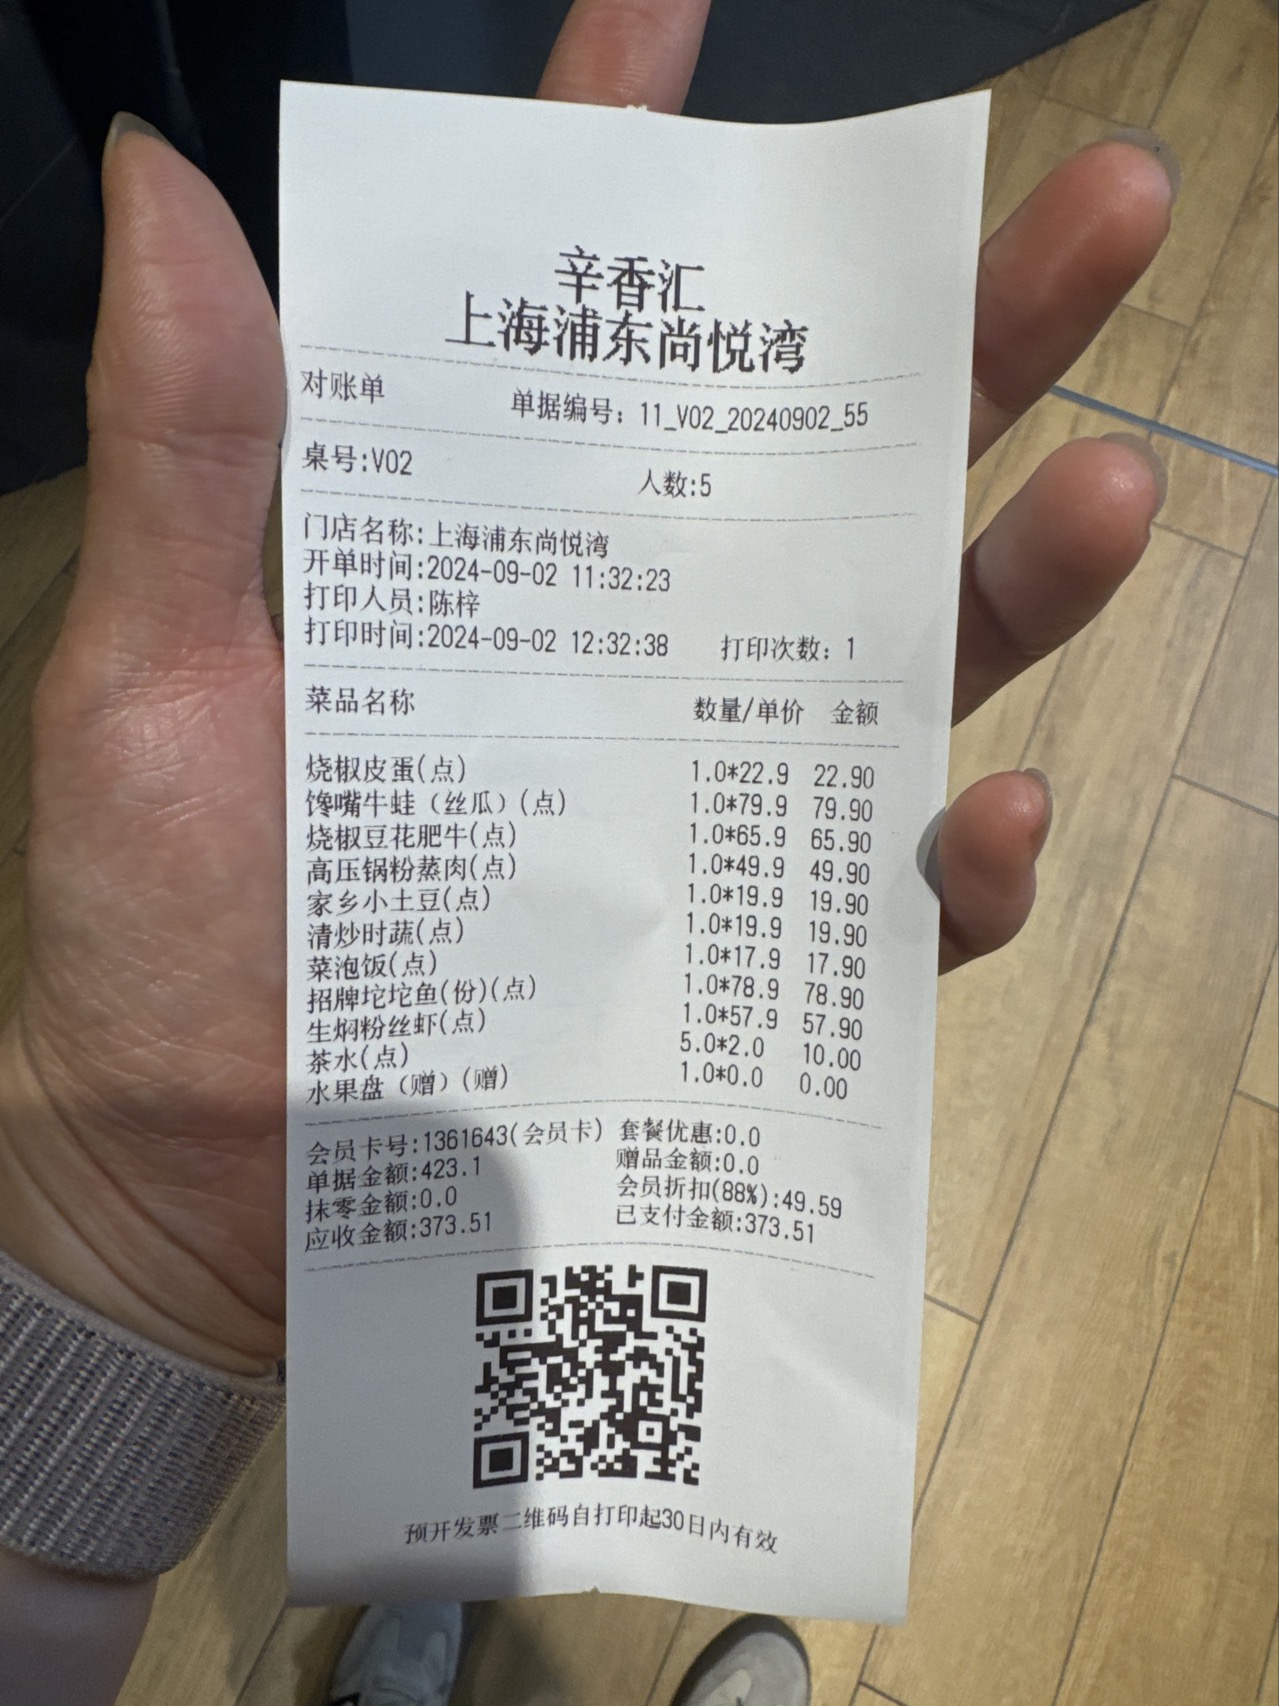 辛香汇
上海浦东尚悦湾
对账单 单据编号：11_V02_20240902_55
桌号:V02 人数:5
门店名称:上海浦东尚悦湾
开单时间:2024-09-02 11:32:23
打印人员:陈梓
打印时间:2024-09-02 12:32:38 打印次数：1
菜品名称 数量/单价 金额
烧椒皮蛋(点) 1.0*22.9 22.90
馋嘴牛蛙（丝瓜）(点) 1.0*79.9 79.90
烧椒豆花肥牛(点) 1.0*65.9 65.90
高压锅粉蒸肉(点) 1.0*49.9 49.90
家乡小土豆(点) 1.0*19.9 19.90
清炒时蔬(点) 1.0*19.9 19.90
菜泡饭(点) 1.0*17.9 17.90
招牌坨坨鱼(份)(点) 1.0*78.9 78.90
生焖粉丝虾(点) 1.0*57.9 57.90
茶水(点) 5.0*2.0 10.00
水果盘（赠）(赠) 1.0*0.0 0.00
会员卡号:1361643(会员卡) 套餐优惠:0.0
单据金额:423.1 赠品金额:0.0
抹零金额:0.0 会员折扣(88%):49.59
应收金额:373.51 已支付金额:373.51
预开发票二维码自打印起30日内有效